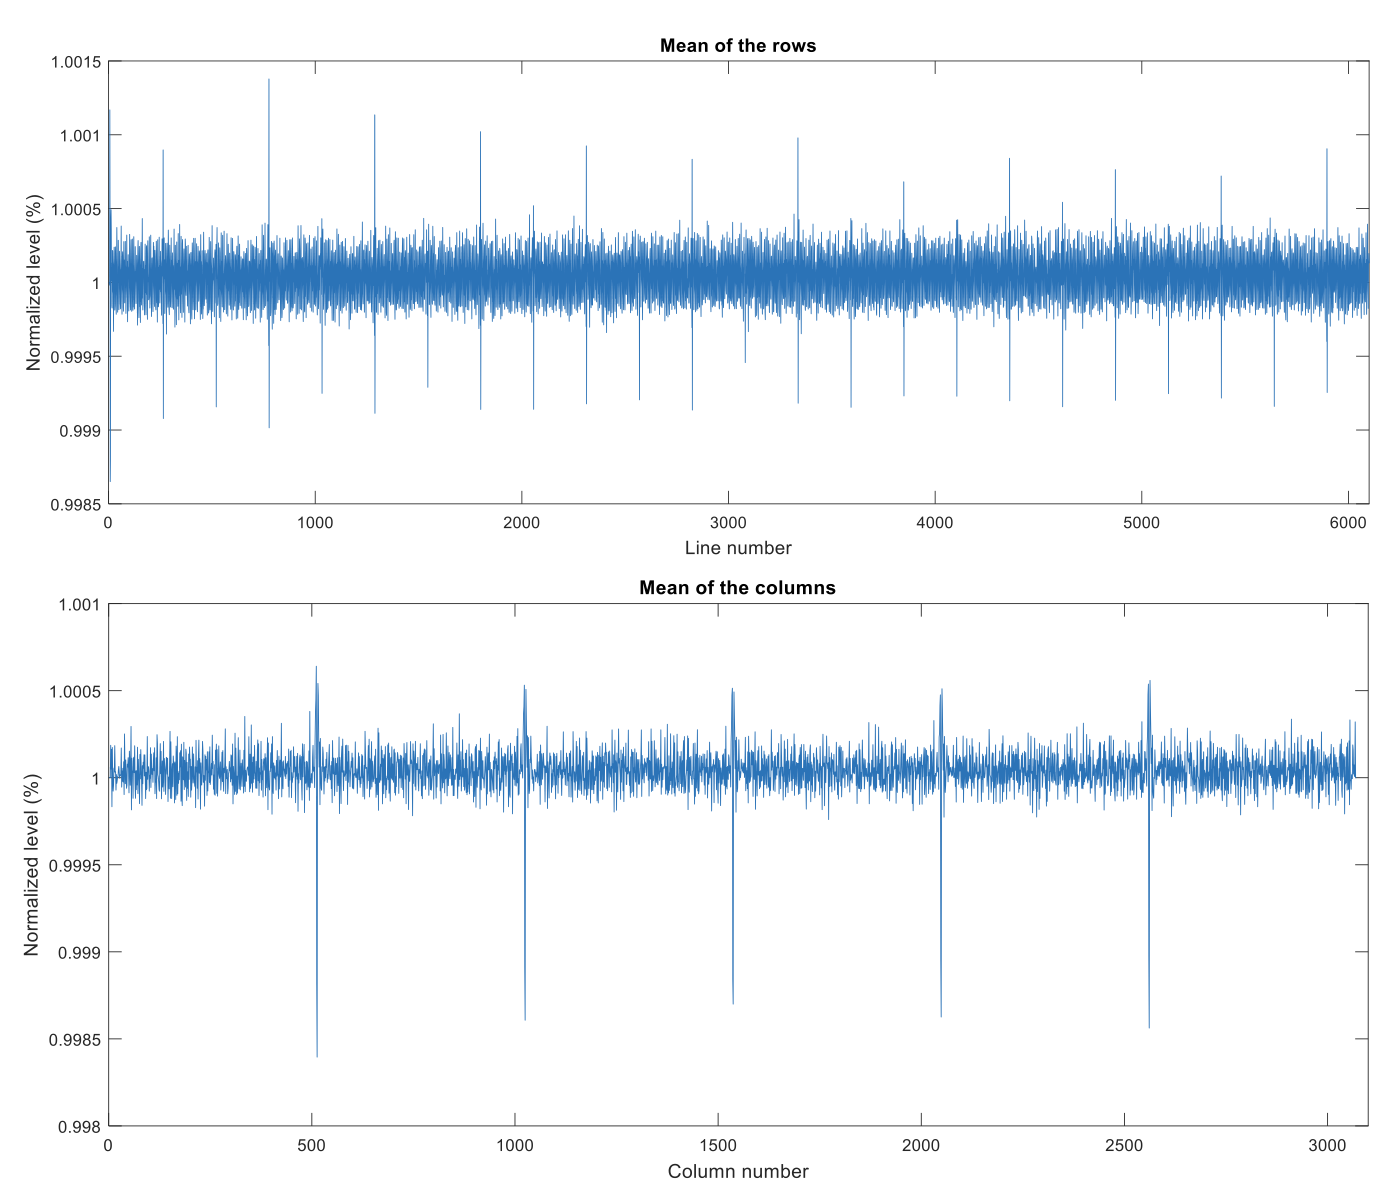 Mean of the rows
1.0015
1.001
1.0005
1
0.9995
0.999
0.9985
Normalized level (%)
0 1000 2000 3000 4000 5000 6000
Line number
Mean of the columns
1.001
1.0005
1
0.9995
0.999
0.9985
0.998
Normalized level (%)
0 500 1000 1500 2000 2500 3000
Column number